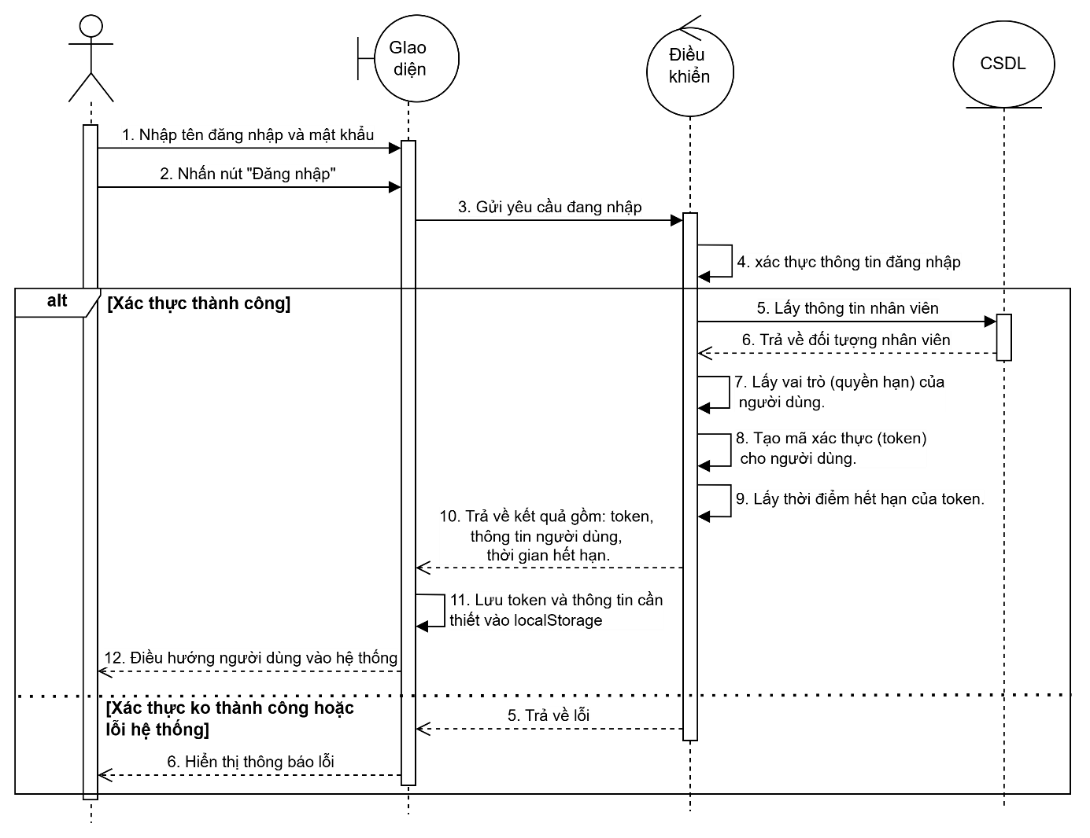 GIao
diện
Điều
khiển
CSDL
1. Nhập tên đăng nhập và mật khẩu
2. Nhấn nút "Đăng nhập"
3. Gửi yêu cầu đang nhập
4. xác thực thông tin đăng nhập
alt
[Xác thực thành công]
5. Lấy thông tin nhân viên
6. Trả về đối tượng nhân viên
7. Lấy vai trò (quyền hạn) của
người dùng.
8. Tạo mã xác thực (token)
cho người dùng.
9. Lấy thời điểm hết hạn của token.
10. Trả về kết quả gồm: token,
thông tin người dùng,
thời gian hết hạn.
11. Lưu token và thông tin cần
thiết vào localStorage
12. Điều hướng người dùng vào hệ thống
[Xác thực ko thành công hoặc
lỗi hệ thống]
5. Trả về lỗi
6. Hiển thị thông báo lỗi